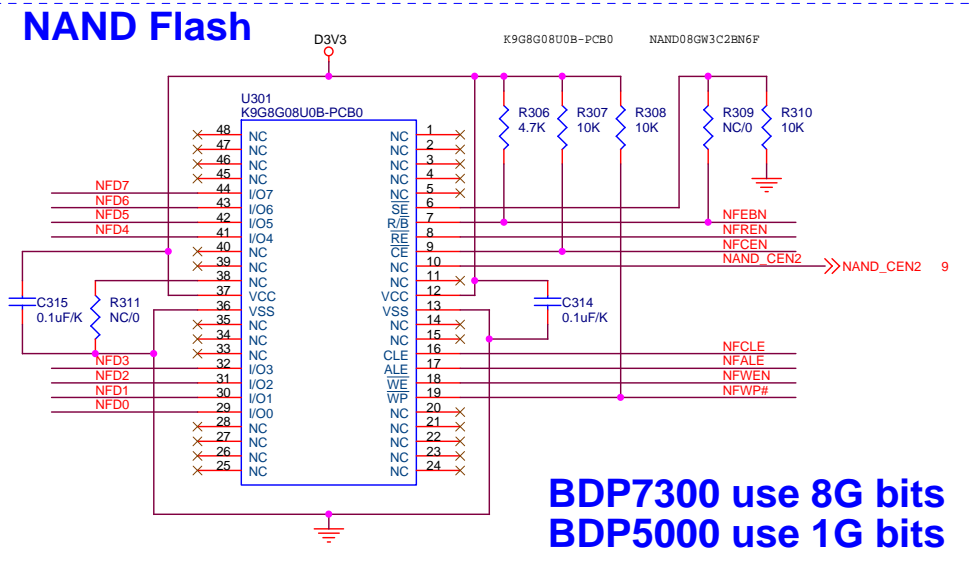 NAND Flash
D3V3
K9G8G08U0B-PCB0 NAND08GW3C2BN6F
U301
K9G8G08U0B-PCB0
R306 4.7K
R307 10K
R308 10K
R309 NC/0
R310 10K
48 NC NC 1
47 NC NC 2
46 NC NC 3
45 NC NC 4
NFD7 44 I/O7 NC 5
NFD6 43 I/O6 SE 6
NFD5 42 I/O5 R/B 7 NFEBN
NFD4 41 I/O4 RE 8 NFREN
40 NC CE 9 NFCEN
39 NC NC 10 NAND_CEN2 NAND_CEN2 9
38 NC NC 11
37 VCC VCC 12
36 VSS VSS 13
C315 0.1uF/K
R311 NC/0
C314 0.1uF/K
35 NC NC 14
34 NC NC 15
33 NC CLE 16 NFCLE
NFD3 32 I/O3 ALE 17 NFALE
NFD2 31 I/O2 WE 18 NFWEN
NFD1 30 I/O1 WP 19 NFWP#
NFD0 29 I/O0 NC 20
28 NC NC 21
27 NC NC 22
26 NC NC 23
25 NC NC 24
BDP7300 use 8G bits
BDP5000 use 1G bits